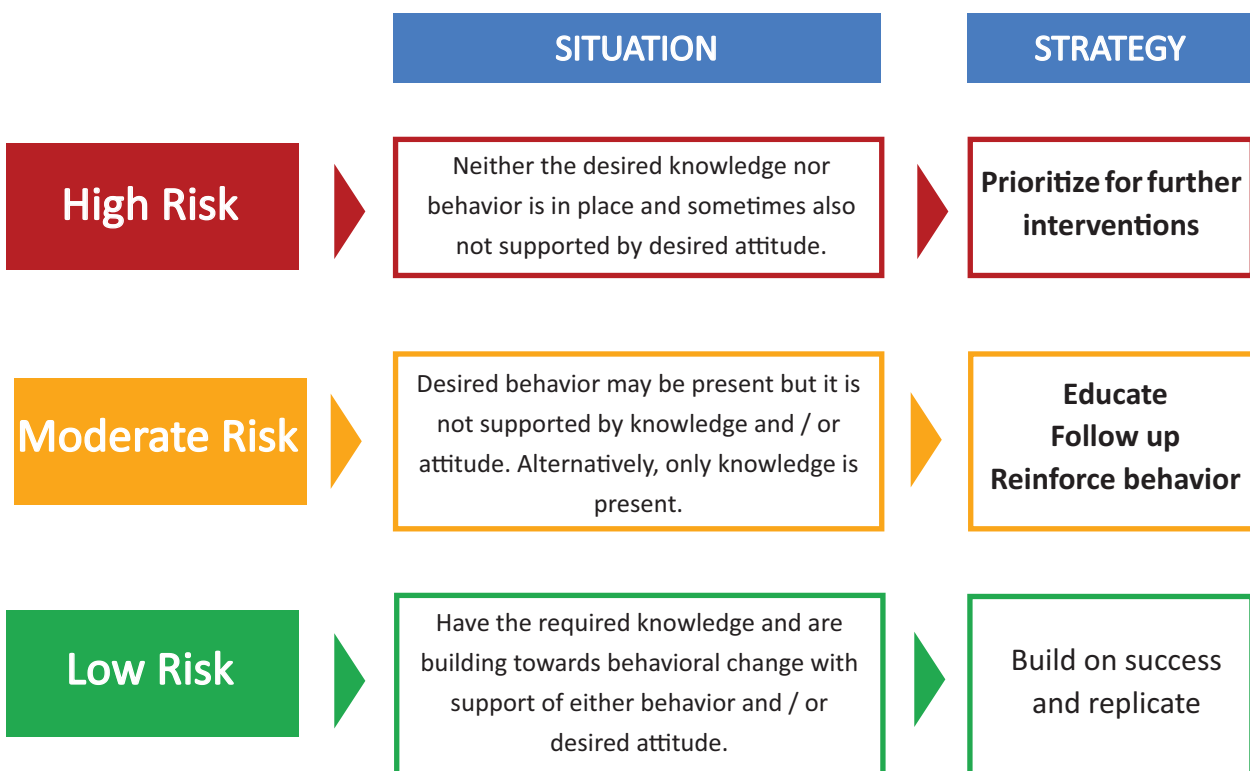 SITUATION
STRATEGY
High Risk
Neither the desired knowledge nor
behavior is in place and sometimes also
not supported by desired attitude.
Prioritize for further
interventions
Moderate Risk
Desired behavior may be present but it is
not supported by knowledge and / or
attitude. Alternatively, only knowledge is
present.
Educate
Follow up
Reinforce behavior
Low Risk
Have the required knowledge and are
building towards behavioral change with
support of either behavior and / or
desired attitude.
Build on success
and replicate